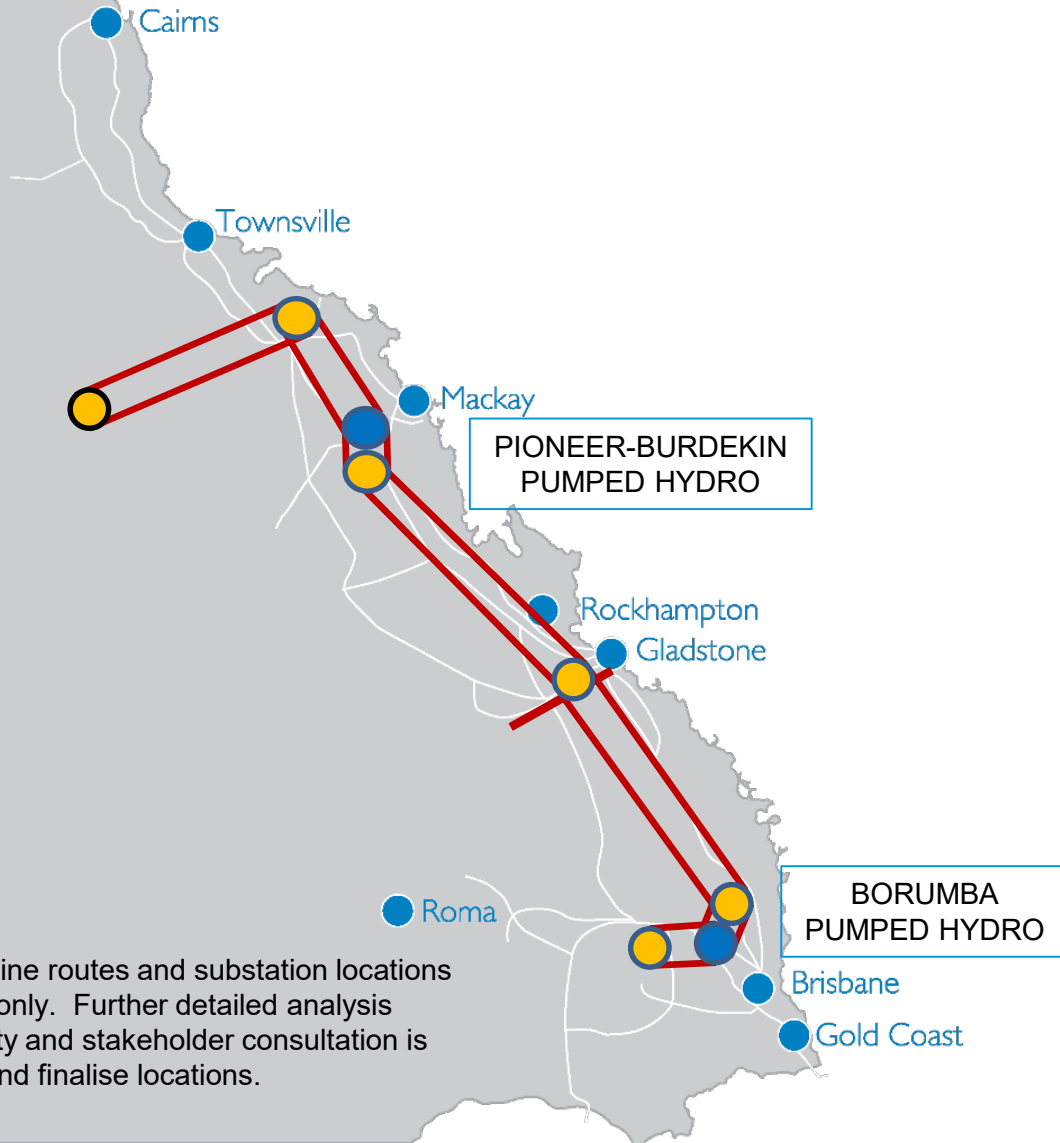 Cairns
Townsville
Mackay
PIONEER-BURDEKIN
PUMPED HYDRO
Rockhampton
Gladstone
BORUMBA
PUMPED HYDRO
Roma
ine routes and substation locations
only.  Further detailed analysis
ty and stakeholder consultation is
nd finalise locations.
Brisbane
Gold Coast